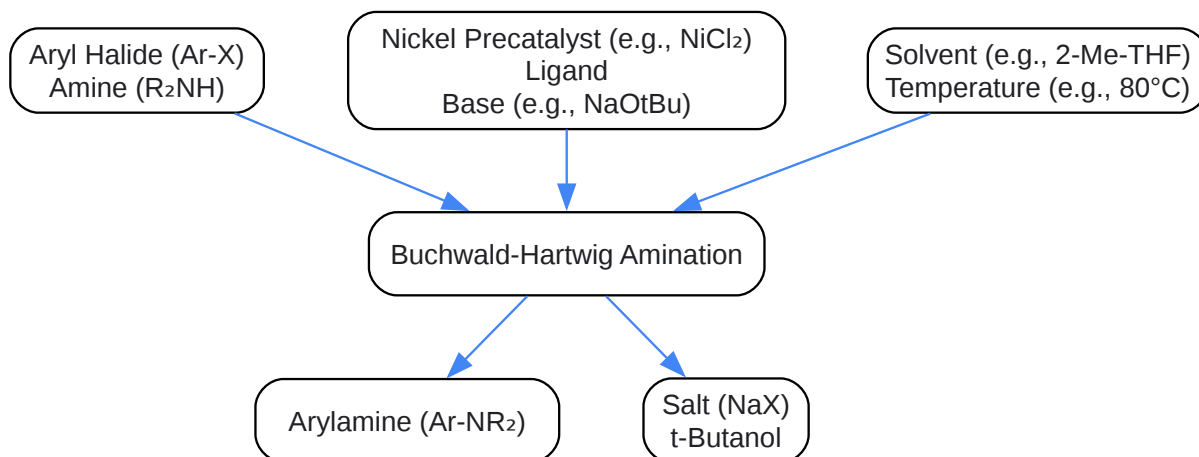 Aryl Halide (Ar-X)
Amine (R₂NH)
Nickel Precatalyst (e.g., NiCl₂)
Ligand
Base (e.g., NaOtBu)
Solvent (e.g., 2-Me-THF)
Temperature (e.g., 80°C)
Buchwald-Hartwig Amination
Arylamine (Ar-NR₂)
Salt (NaX)
t-Butanol